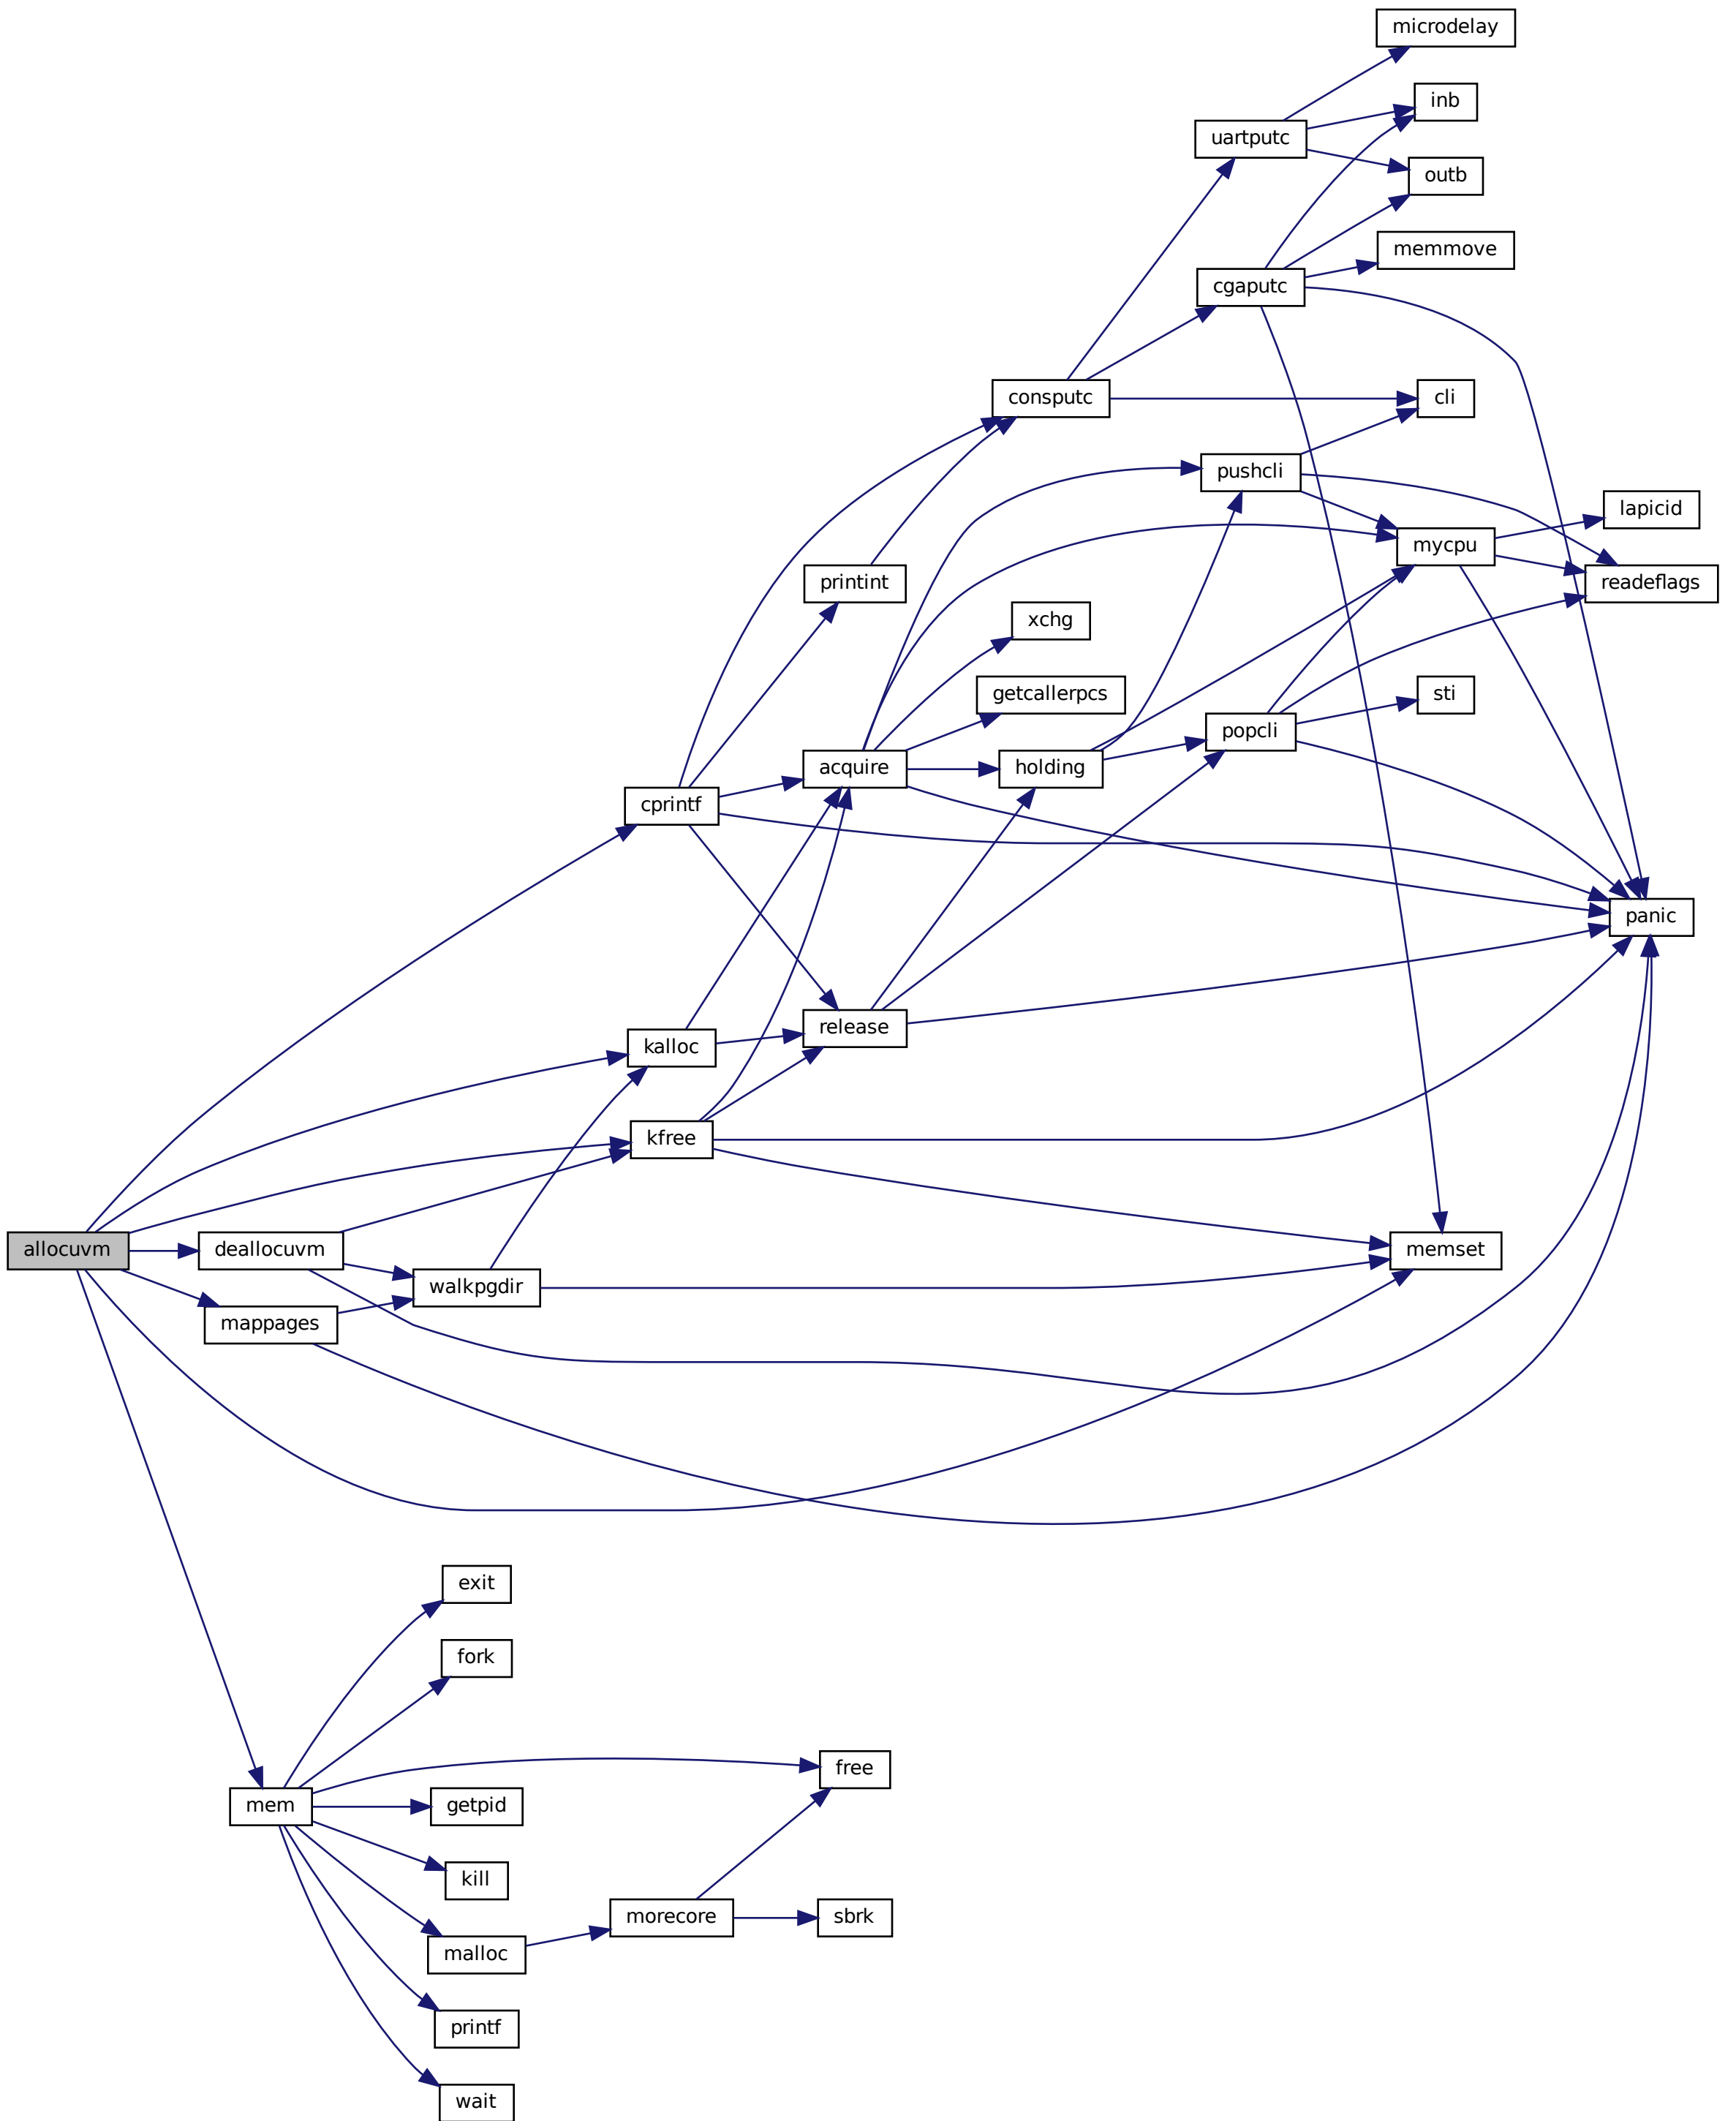 microdelay
inb
uartputc
outb
memmove
cgaputc
consputc
cli
pushcli
lapicid
mycpu
printint
readeflags
xchg
getcallerpcs
sti
popcli
acquire
holding
cprintf
panic
release
kalloc
kfree
allocuvm
deallocuvm
memset
walkpgdir
mappages
exit
fork
free
mem
getpid
kill
morecore
sbrk
malloc
printf
wait